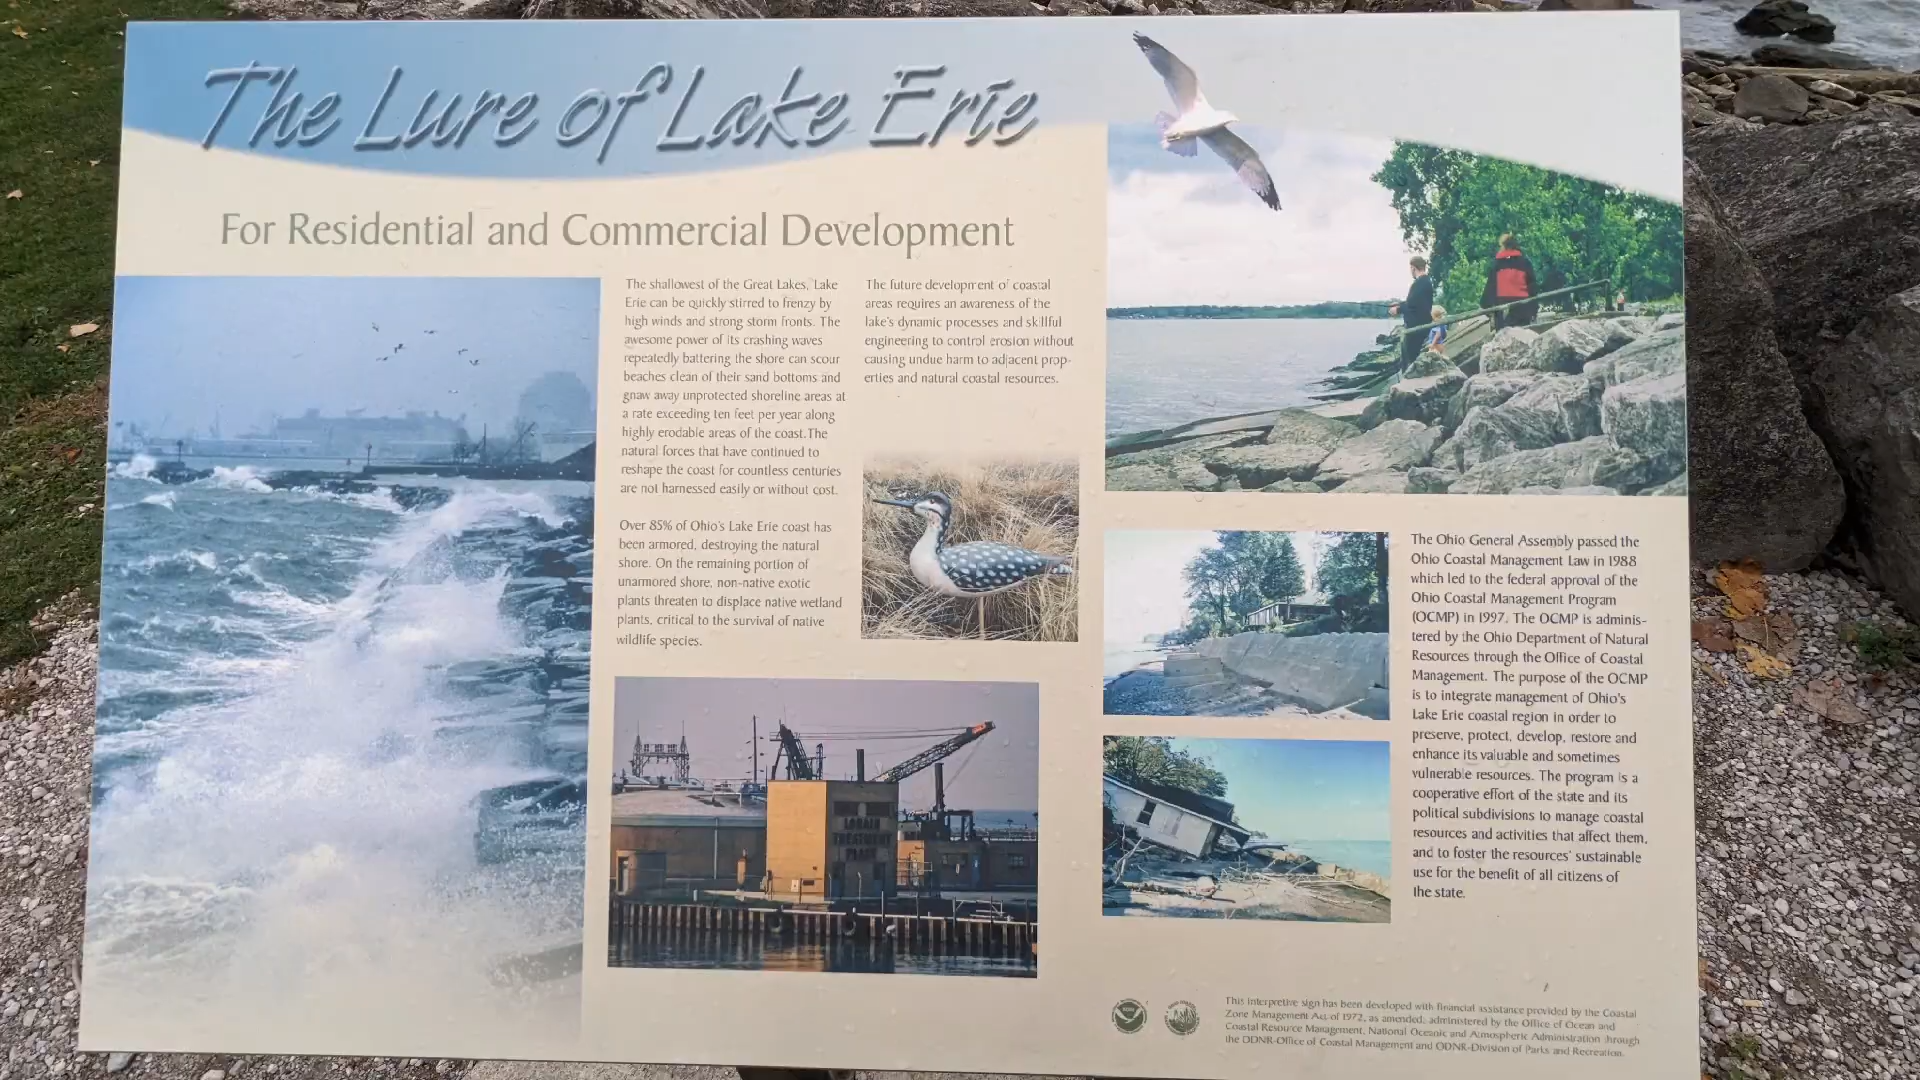 The Lure of Lake Erie
For Residential and Commercial Development
The shallowest of the Great Lakes, Lake
Erie can be quickly stirred to frenzy by
high winds and strong storm fronts. The
awesome power of its crashing waves
repeatedly battering the shore can scour
beaches clean of their sand bottoms and
gnaw away unprotected shoreline areas at
a rate exceeding ten feet per year along
highly erodable areas of the coast. The
natural forces that have continued to
reshape the coast for countless centuries
are not harnessed easily or without cost.
Over 85% of Ohio's Lake Erie coast has
been armored, destroying the natural
shore. On the remaining portion of
unarmored shore, non-native exotic
plants threaten to displace native wetland
plants, critical to the survival of native
wildlife species.
The future development of coastal
areas requires an awareness of the
lake's dynamic processes and skillful
engineering to control erosion without
causing undue harm to adjacent prop-
erties and natural coastal resources.
LORAIN
TREATMENT
PLANT
The Ohio General Assembly passed the
Ohio Coastal Management Law in 1988
which led to the federal approval of the
Ohio Coastal Management Program
(OCMP) in 1997. The OCMP is adminis-
tered by the Ohio Department of Natural
Resources through the Office of Coastal
Management. The purpose of the OCMP
is to integrate management of Ohio's
Lake Erie coastal region in order to
preserve, protect, develop, restore and
enhance its valuable and sometimes
vulnerable resources. The program is a
cooperative effort of the state and its
political subdivisions to manage coastal
resources and activities that affect them,
and to foster the resources' sustainable
use for the benefit of all citizens of
the state.
This interpretive sign has been developed with financial assistance provided by the Coastal
Zone Management Act of 1972, as amended, administered by the Office of Ocean and
Coastal Resource Management, National Oceanic and Atmospheric Administration through
the ODNR-Office of Coastal Management and ODNR-Division of Parks and Recreation.